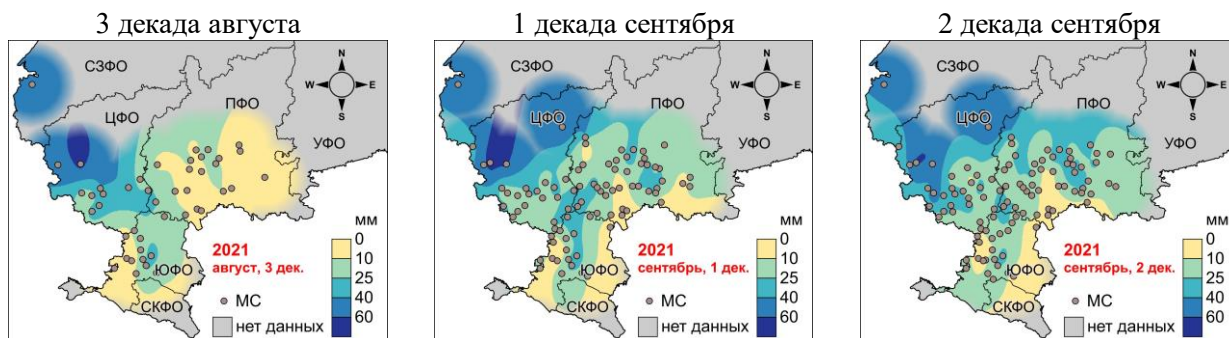 3 декада августа
СЗФО
N
W E
S
ЦФО
ПФО
УФО
2021
август, 3 дек.
ЮФО
СКФО
МС
нет данных
мм
0
10
25
40
60
1 декада сентября
СЗФО
N
W E
S
ЦФО
ПФО
УФО
2021
сентябрь, 1 дек.
ЮФО
СКФО
МС
нет данных
мм
0
10
25
40
60
2 декада сентября
СЗФО
N
W E
S
ЦФО
ПФО
УФО
2021
сентябрь, 2 дек.
ЮФО
СКФО
МС
нет данных
мм
0
10
25
40
60